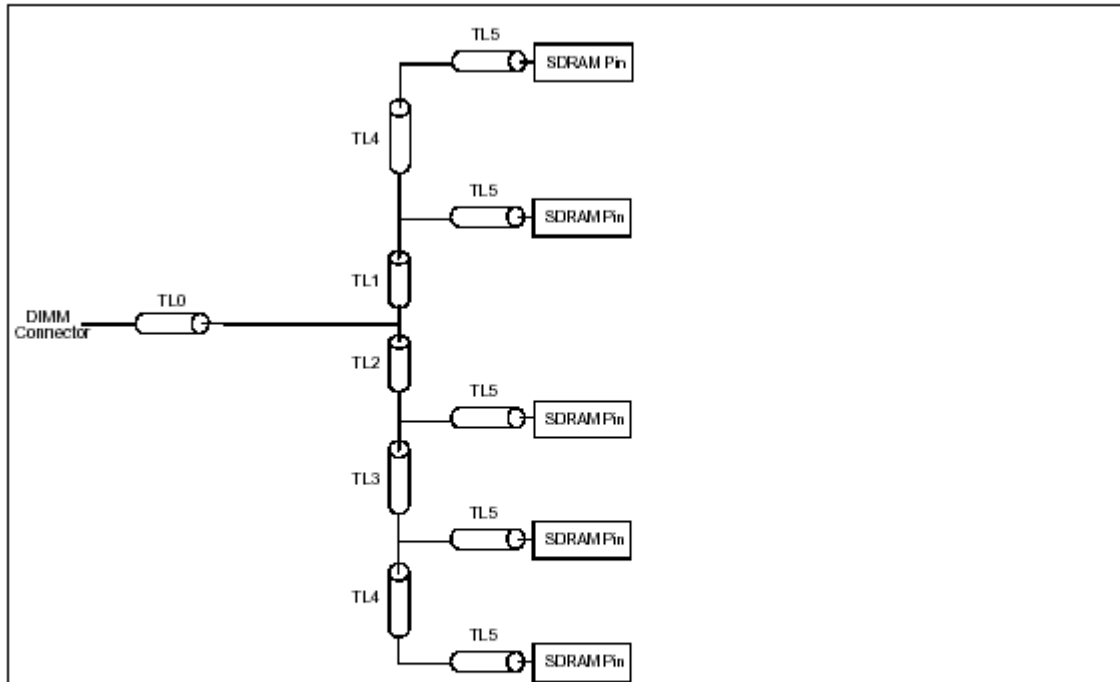 TL5
SDRAM Pin
TL4
TL5
SDRAM Pin
TL1
TL0
DIMM
Connector
TL2
TL5
SDRAM Pin
TL3
TL5
SDRAM Pin
TL4
TL5
SDRAM Pin